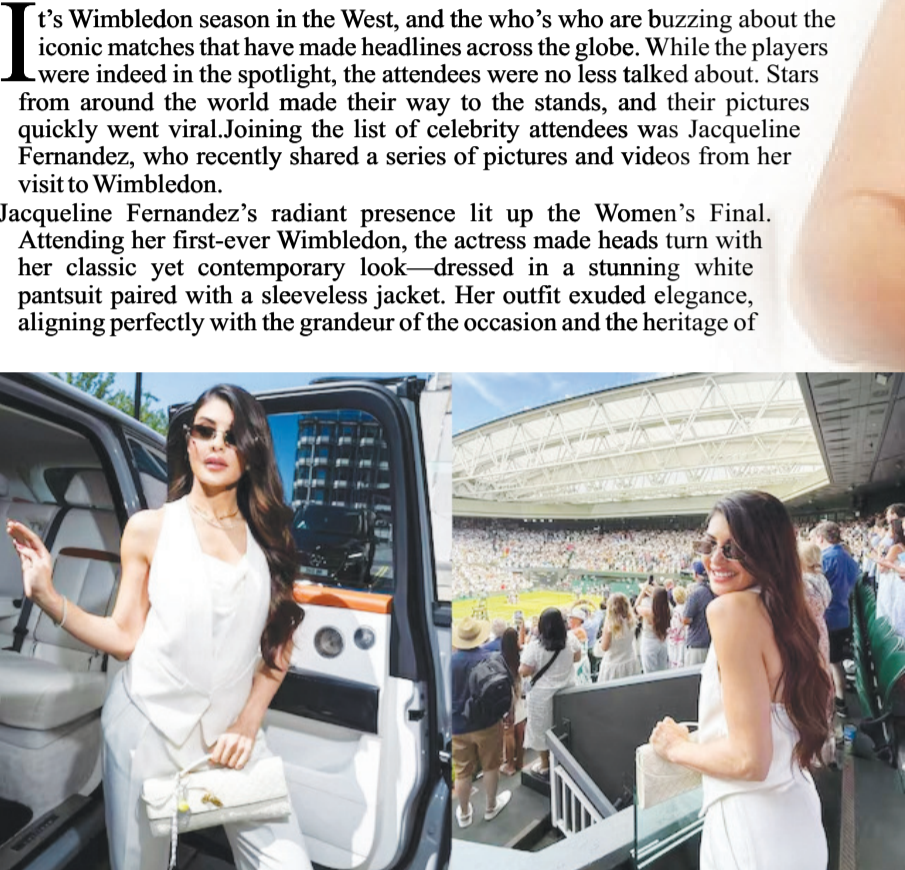 It’s Wimbledon season in the West, and the who’s who are buzzing about the
iconic matches that have made headlines across the globe. While the players
were indeed in the spotlight, the attendees were no less talked about. Stars
from around the world made their way to the stands, and their pictures
quickly went viral.Joining the list of celebrity attendees was Jacqueline
Fernandez, who recently shared a series of pictures and videos from her
visit to Wimbledon.
Jacqueline Fernandez’s radiant presence lit up the Women’s Final.
Attending her first-ever Wimbledon, the actress made heads turn with
her classic yet contemporary look—dressed in a stunning white
pantsuit paired with a sleeveless jacket. Her outfit exuded elegance,
aligning perfectly with the grandeur of the occasion and the heritage of